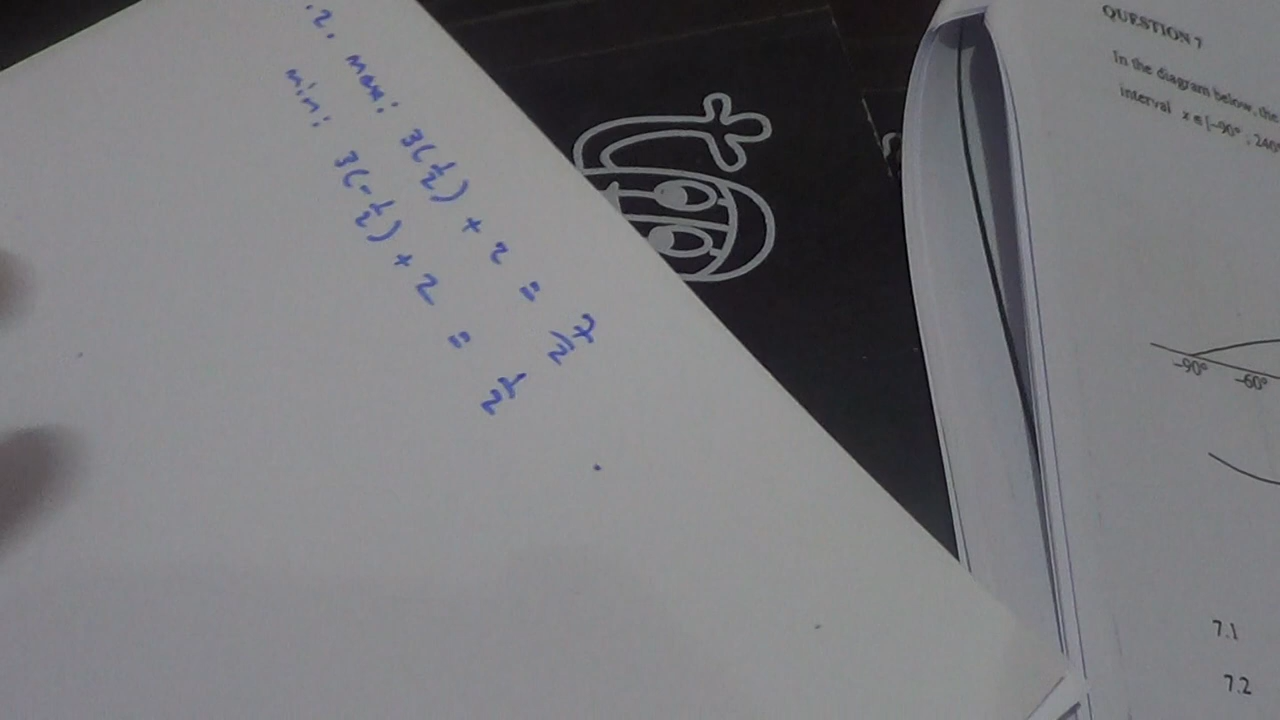 .2. max: 3(1/2) + 2 = 7/2
min: 3(-1/2) + 2 = 1/2
QUESTION 7
In the diagram below, the
interval x ∈ [–90° ; 240°
–90° –60°
7.1
7.2